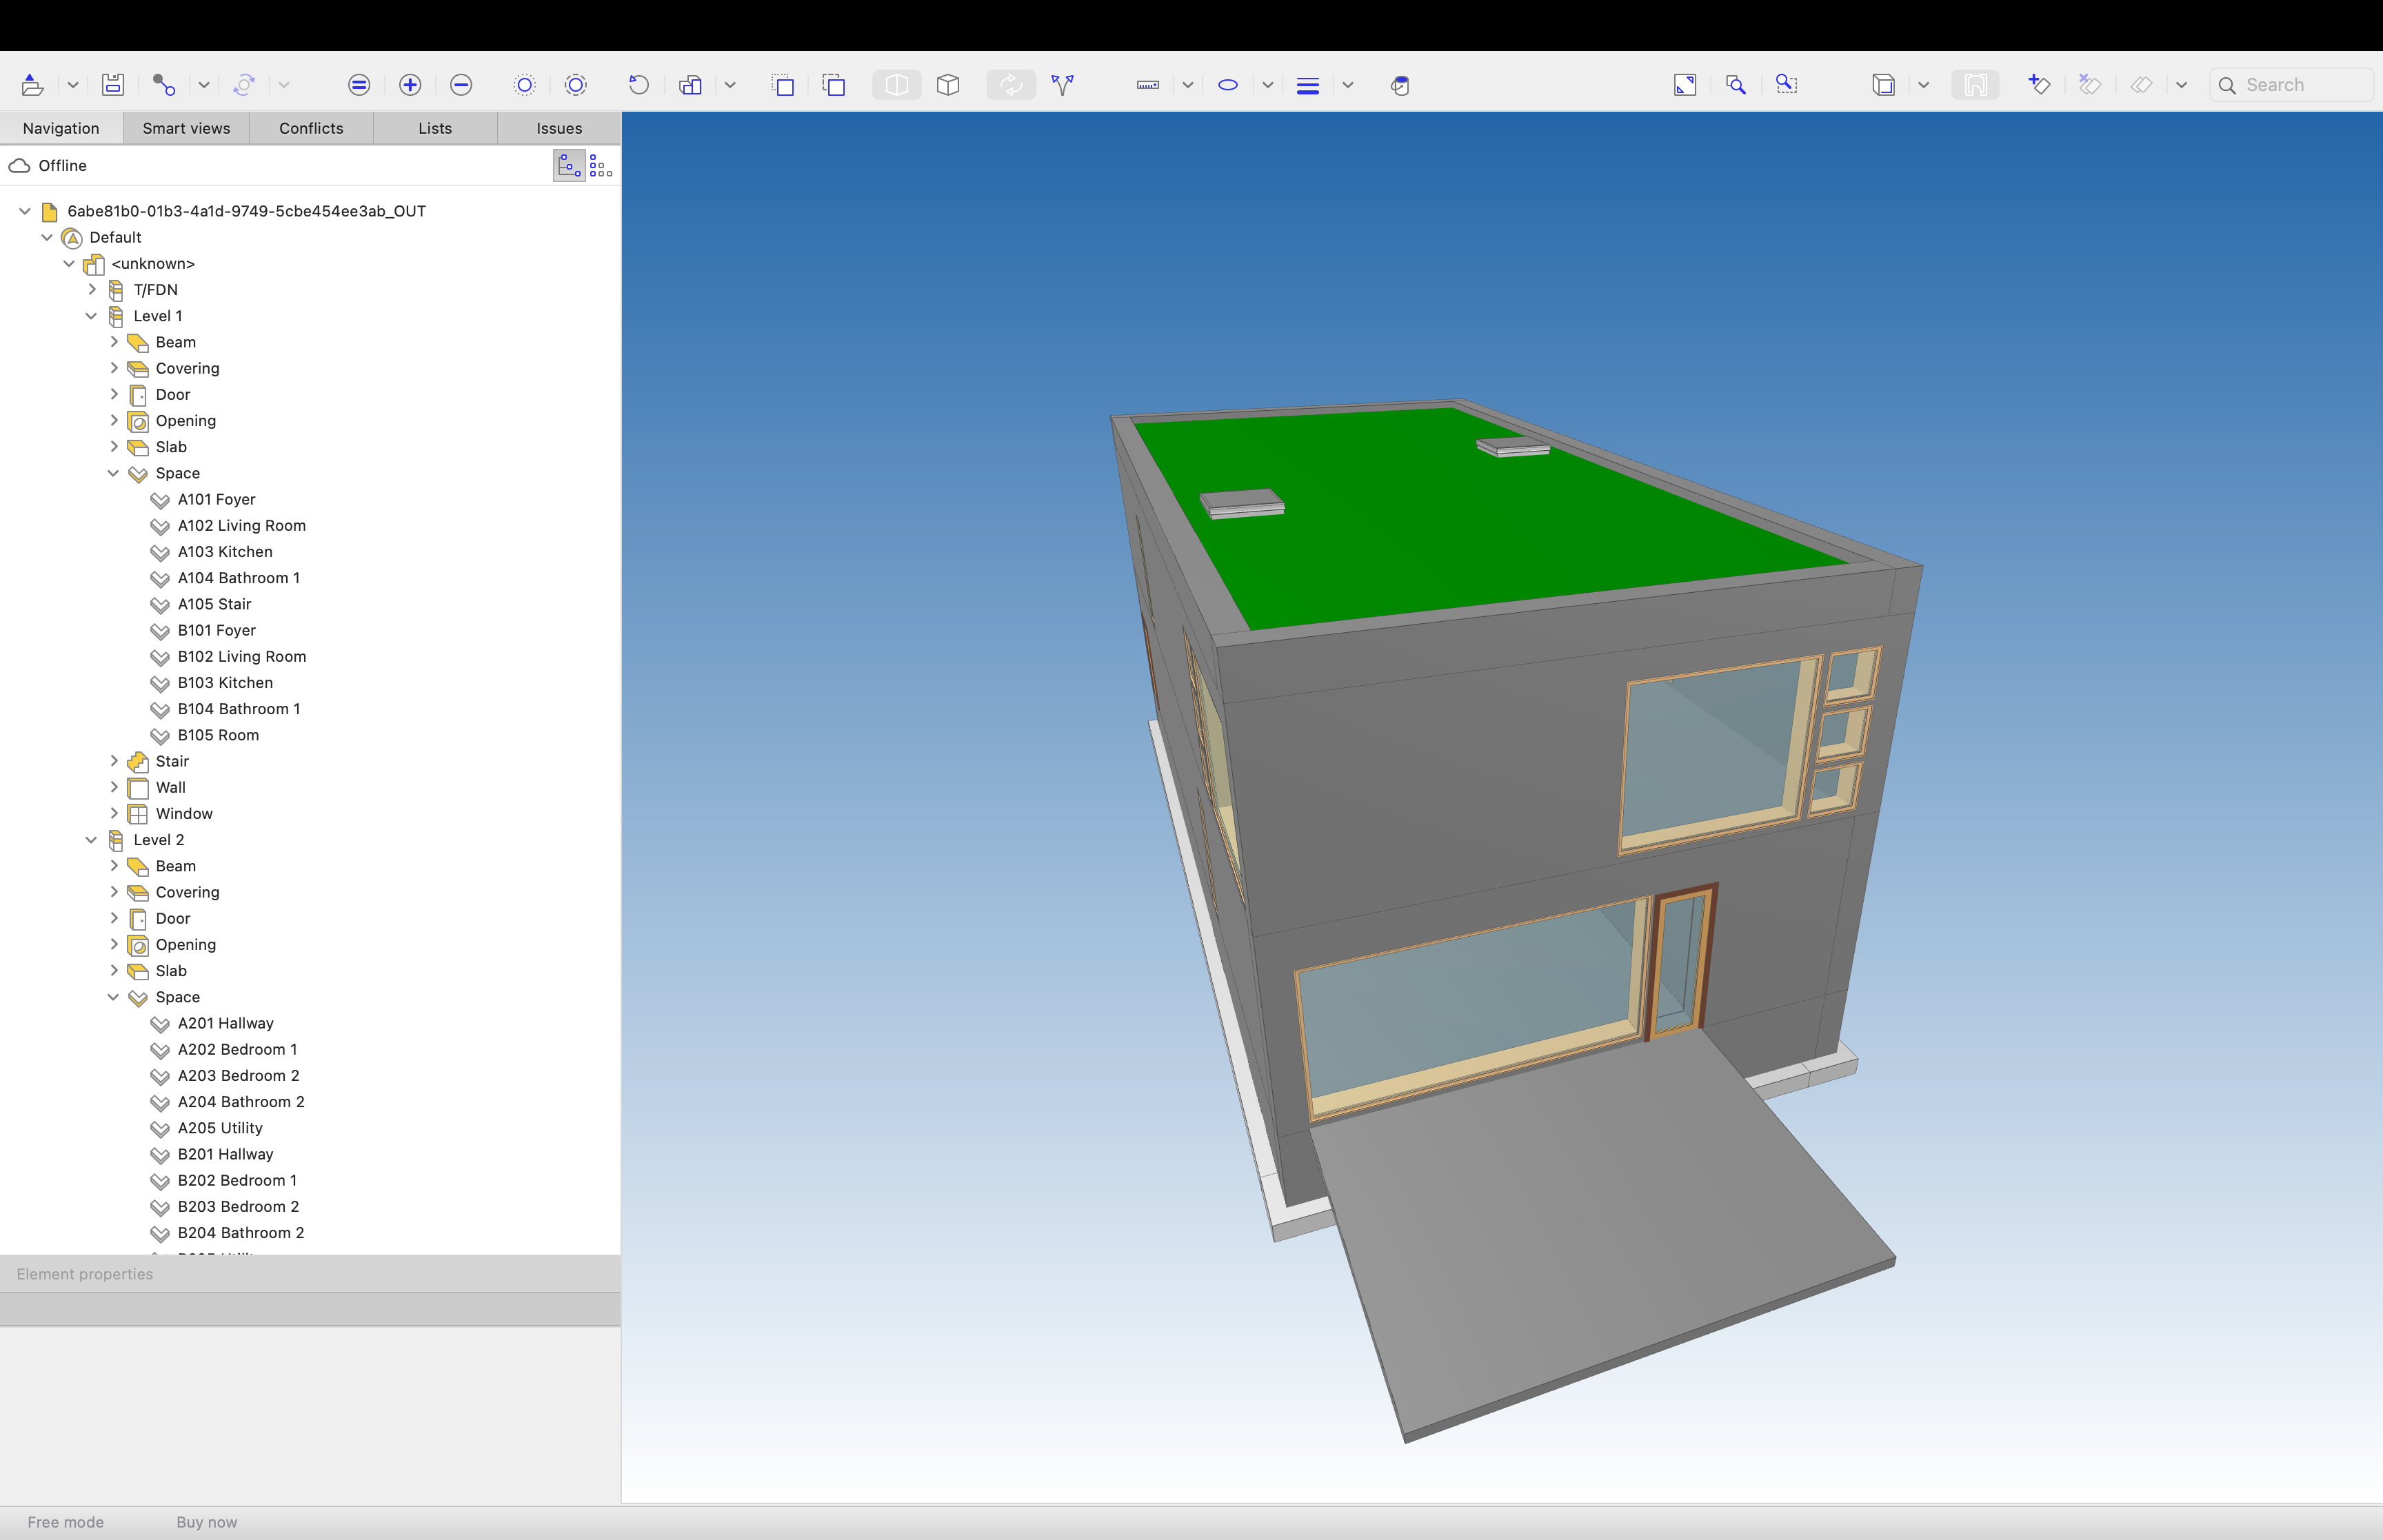 Search
Navigation
Smart views
Conflicts
Lists
Issues
Offline
6abe81b0-01b3-4a1d-9749-5cbe454ee3ab_OUT
Default
<unknown>
T/FDN
Level 1
Beam
Covering
Door
Opening
Slab
Space
A101 Foyer
A102 Living Room
A103 Kitchen
A104 Bathroom 1
A105 Stair
B101 Foyer
B102 Living Room
B103 Kitchen
B104 Bathroom 1
B105 Room
Stair
Wall
Window
Level 2
Beam
Covering
Door
Opening
Slab
Space
A201 Hallway
A202 Bedroom 1
A203 Bedroom 2
A204 Bathroom 2
A205 Utility
B201 Hallway
B202 Bedroom 1
B203 Bedroom 2
B204 Bathroom 2
Element properties
Free mode
Buy now